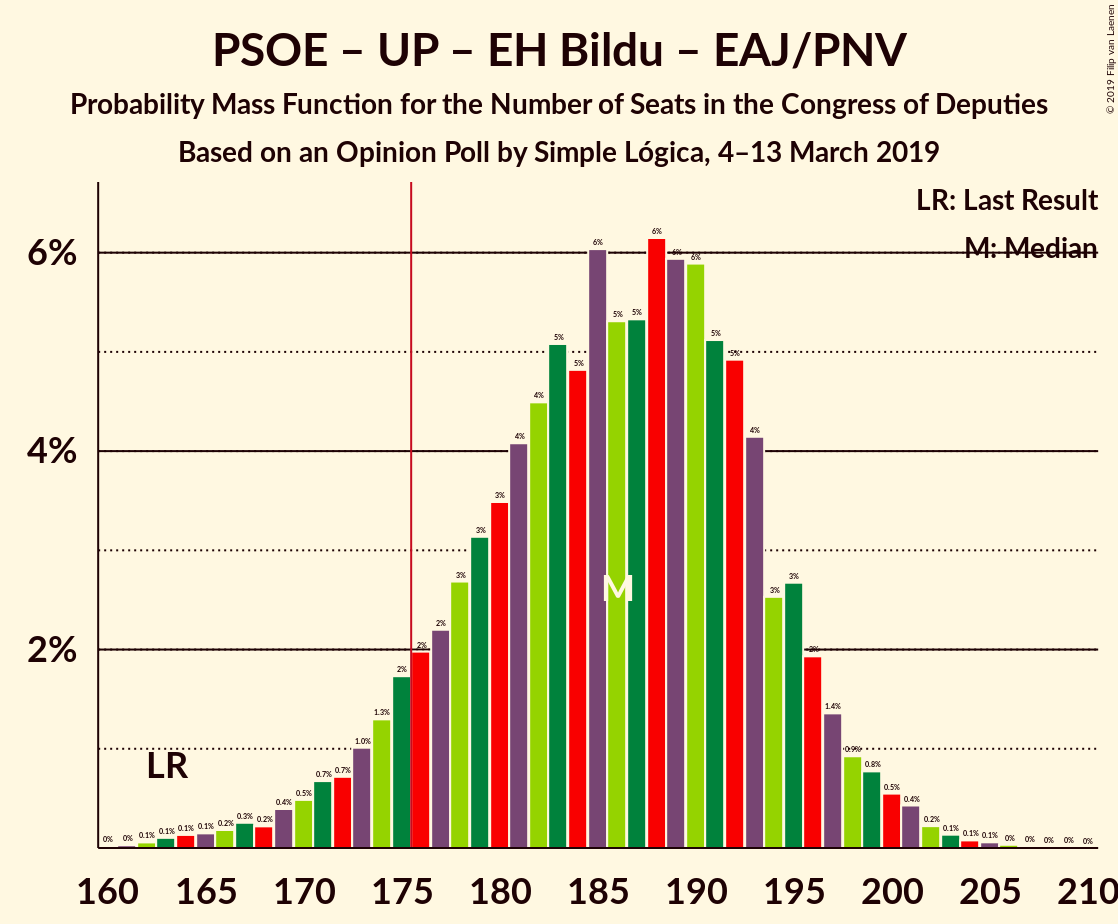 PSOE – UP – EH Bildu – EAJ/PNV
Probability Mass Function for the Number of Seats in the Congress of Deputies
Based on an Opinion Poll by Simple Lógica, 4–13 March 2019
© 2019 Filip van Laenen
LR: Last Result
M: Median
6%
4%
2%
0% 0% 0.1% 0.1% 0.1% 0.1% 0.2% 0.3% 0.2% 0.4% 0.5% 0.7% 0.7% 1.0% 1.3% 2% 2% 2% 3% 3% 3% 4% 4% 5% 5% 6% 5% 5% 6% 6% 6% 5% 5% 4% 3% 3% 2% 1.4% 0.9% 0.8% 0.5% 0.4% 0.2% 0.1% 0.1% 0.1% 0% 0% 0% 0% 0%
LR
M
160 165 170 175 180 185 190 195 200 205 210